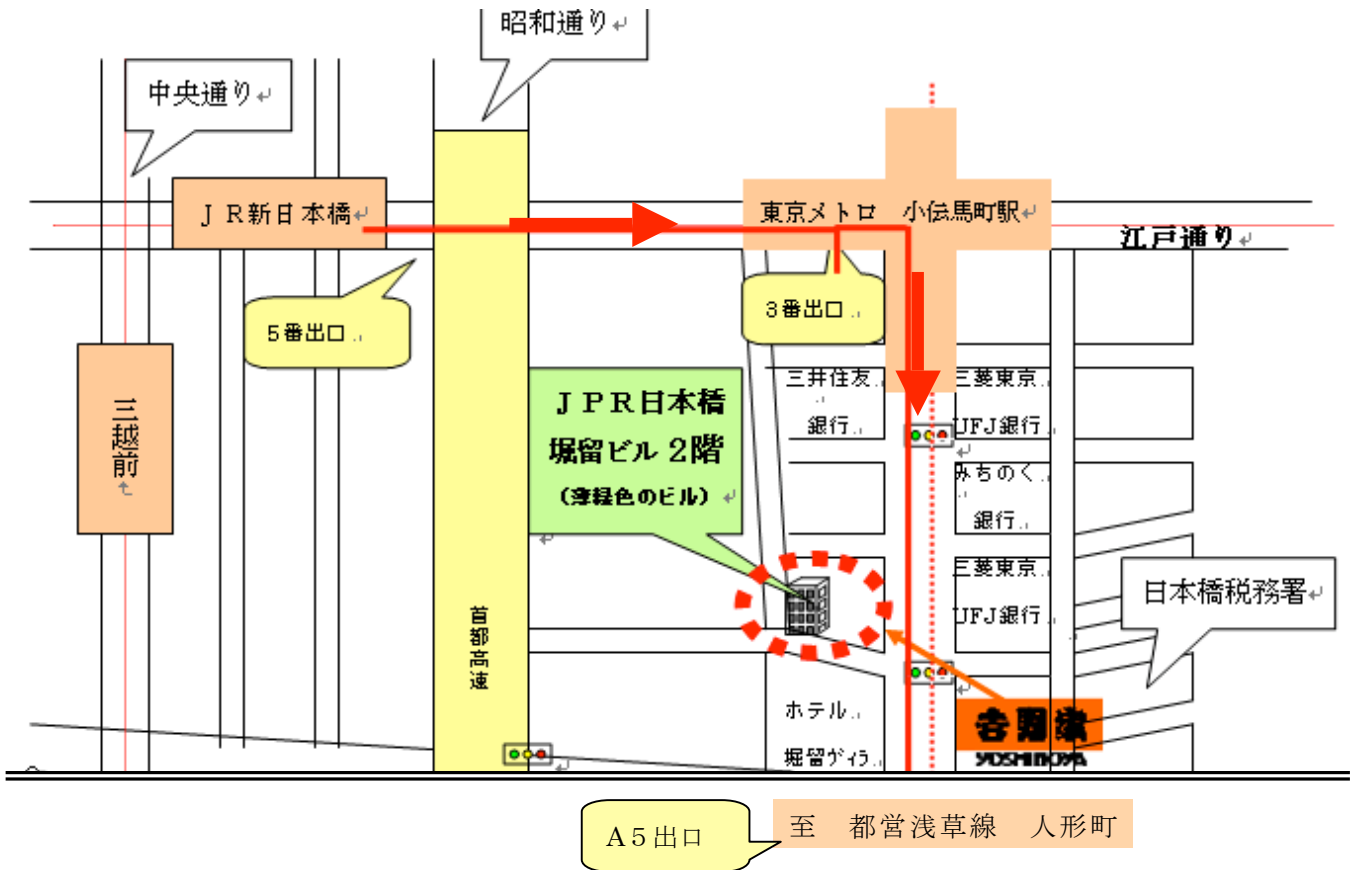 昭和通り
中央通り
ＪＲ新日本橋
東京メトロ　小伝馬町駅
江戸通り
5番出口
3番出口
三越前
ＪＰＲ日本橋
堀留ビル 2階
(薄緑色のビル)
三井住友
銀行
三菱東京
UFJ銀行
みちのく
銀行
三菱東京
UFJ銀行
日本橋税務署
首都高速
ホテル
堀留ヴィラ
吉野家
YOSHINOYA
A５出口
至　都営浅草線　人形町